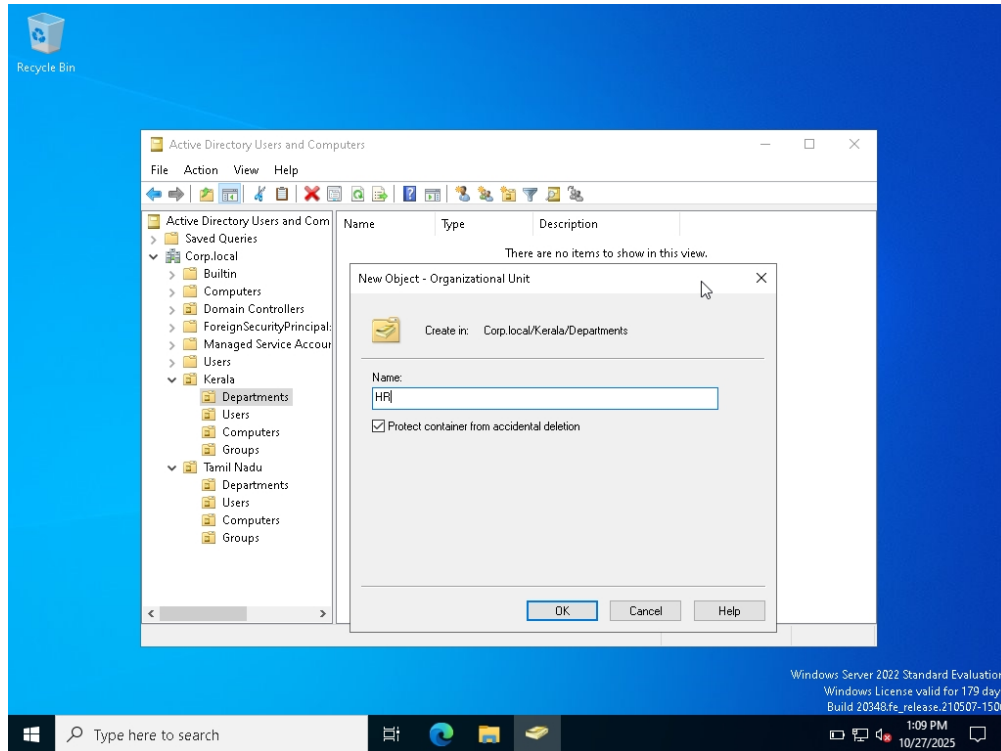 Recycle Bin
Active Directory Users and Computers
File Action View Help
Active Directory Users and Com
Name Type Description
Saved Queries
There are no items to show in this view.
Corp.local
Builtin
Computers
Domain Controllers
ForeignSecurityPrincipal:
Managed Service Accour
Users
Kerala
Departments
Users
Computers
Groups
Tamil Nadu
Departments
Users
Computers
Groups
New Object - Organizational Unit
Create in: Corp.local/Kerala/Departments
Name:
HR
Protect container from accidental deletion
OK Cancel Help
Windows Server 2022 Standard Evaluation
Windows License valid for 179 day
Build 20348.fe_release.210507-150
Type here to search
1:09 PM
10/27/2025